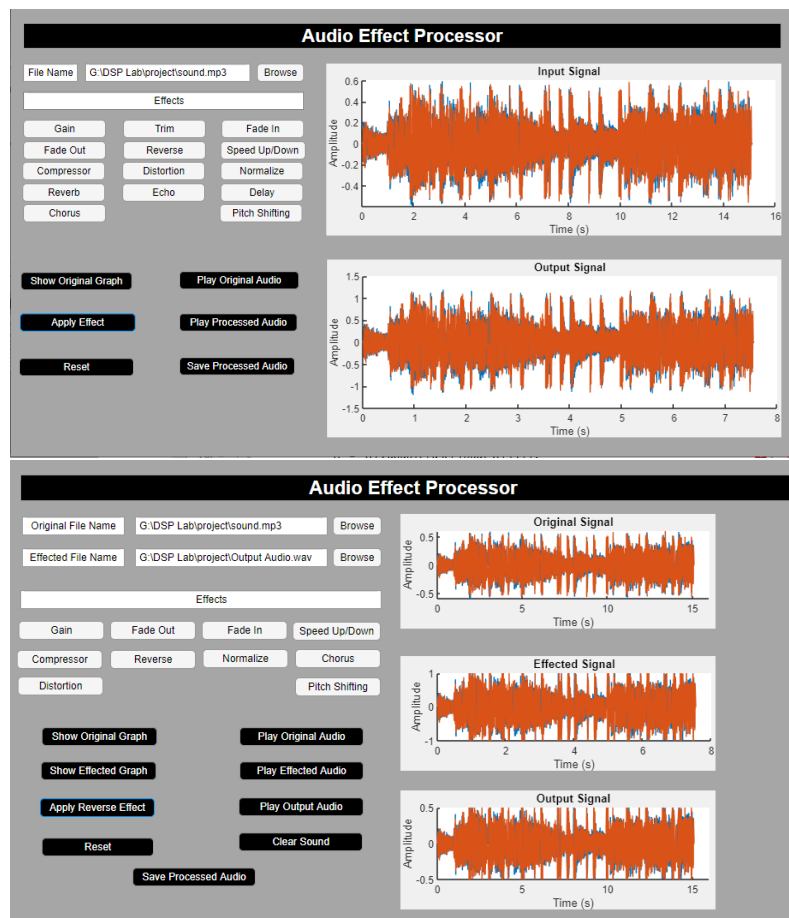 Audio Effect Processor
File Name G:\DSP Lab\project\sound.mp3 Browse
Effects
Gain Trim Fade In
Fade Out Reverse Speed Up/Down
Compressor Distortion Normalize
Reverb Echo Delay
Chorus Pitch Shifting
Show Original Graph Play Original Audio
Apply Effect Play Processed Audio
Reset Save Processed Audio
Input Signal
Amplitude
0.6
0.4
0.2
0
-0.2
-0.4
0 2 4 6 8 10 12 14 16
Time (s)
Output Signal
Amplitude
1.5
1
0.5
0
-0.5
-1
-1.5
0 1 2 3 4 5 6 7 8
Time (s)
Audio Effect Processor
Original File Name G:\DSP Lab\project\sound.mp3 Browse
Effected File Name G:\DSP Lab\project\Output Audio.wav Browse
Effects
Gain Fade Out Fade In Speed Up/Down
Compressor Reverse Normalize Chorus
Distortion Pitch Shifting
Show Original Graph Play Original Audio
Show Effected Graph Play Effected Audio
Apply Reverse Effect Play Output Audio
Reset Clear Sound
Save Processed Audio
Original Signal
Amplitude
0.5
0
-0.5
0 5 10 15
Time (s)
Effected Signal
Amplitude
1
0
-1
0 2 4 6 8
Time (s)
Output Signal
Amplitude
0.5
0
-0.5
0 5 10 15
Time (s)